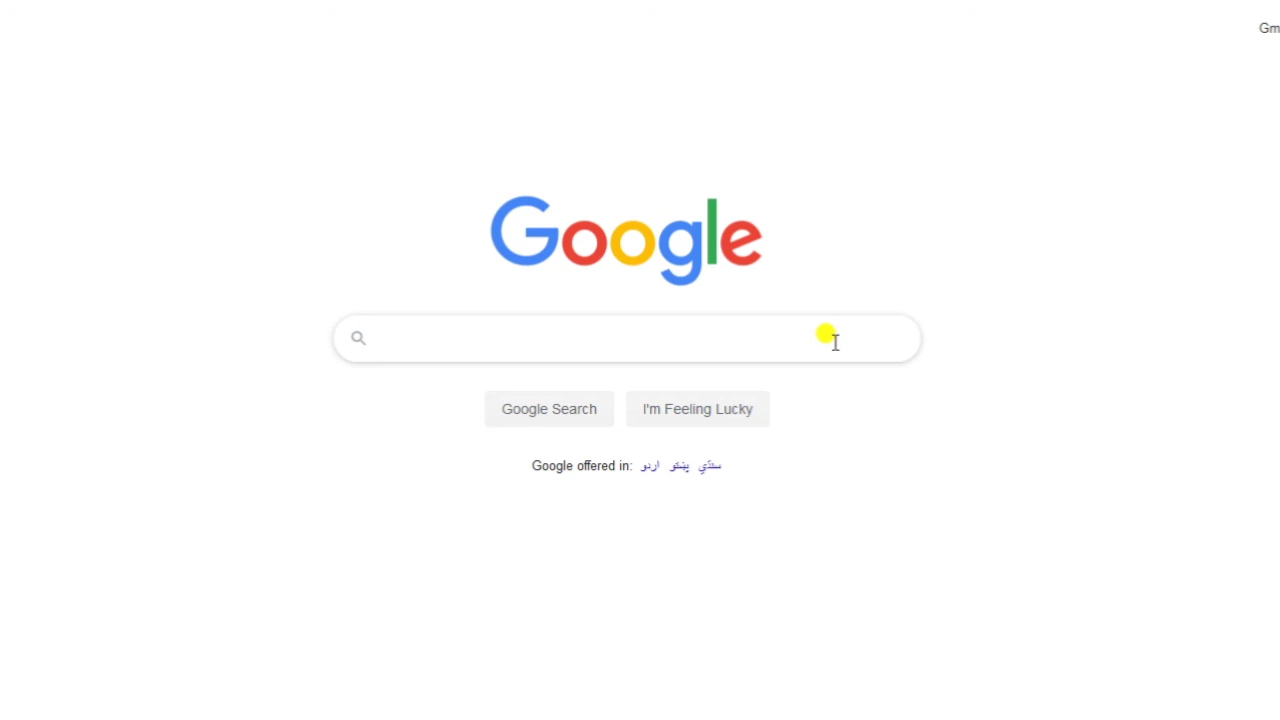 Gm
Google
Google Search
I'm Feeling Lucky
Google offered in: اردو پښتو سنڌي